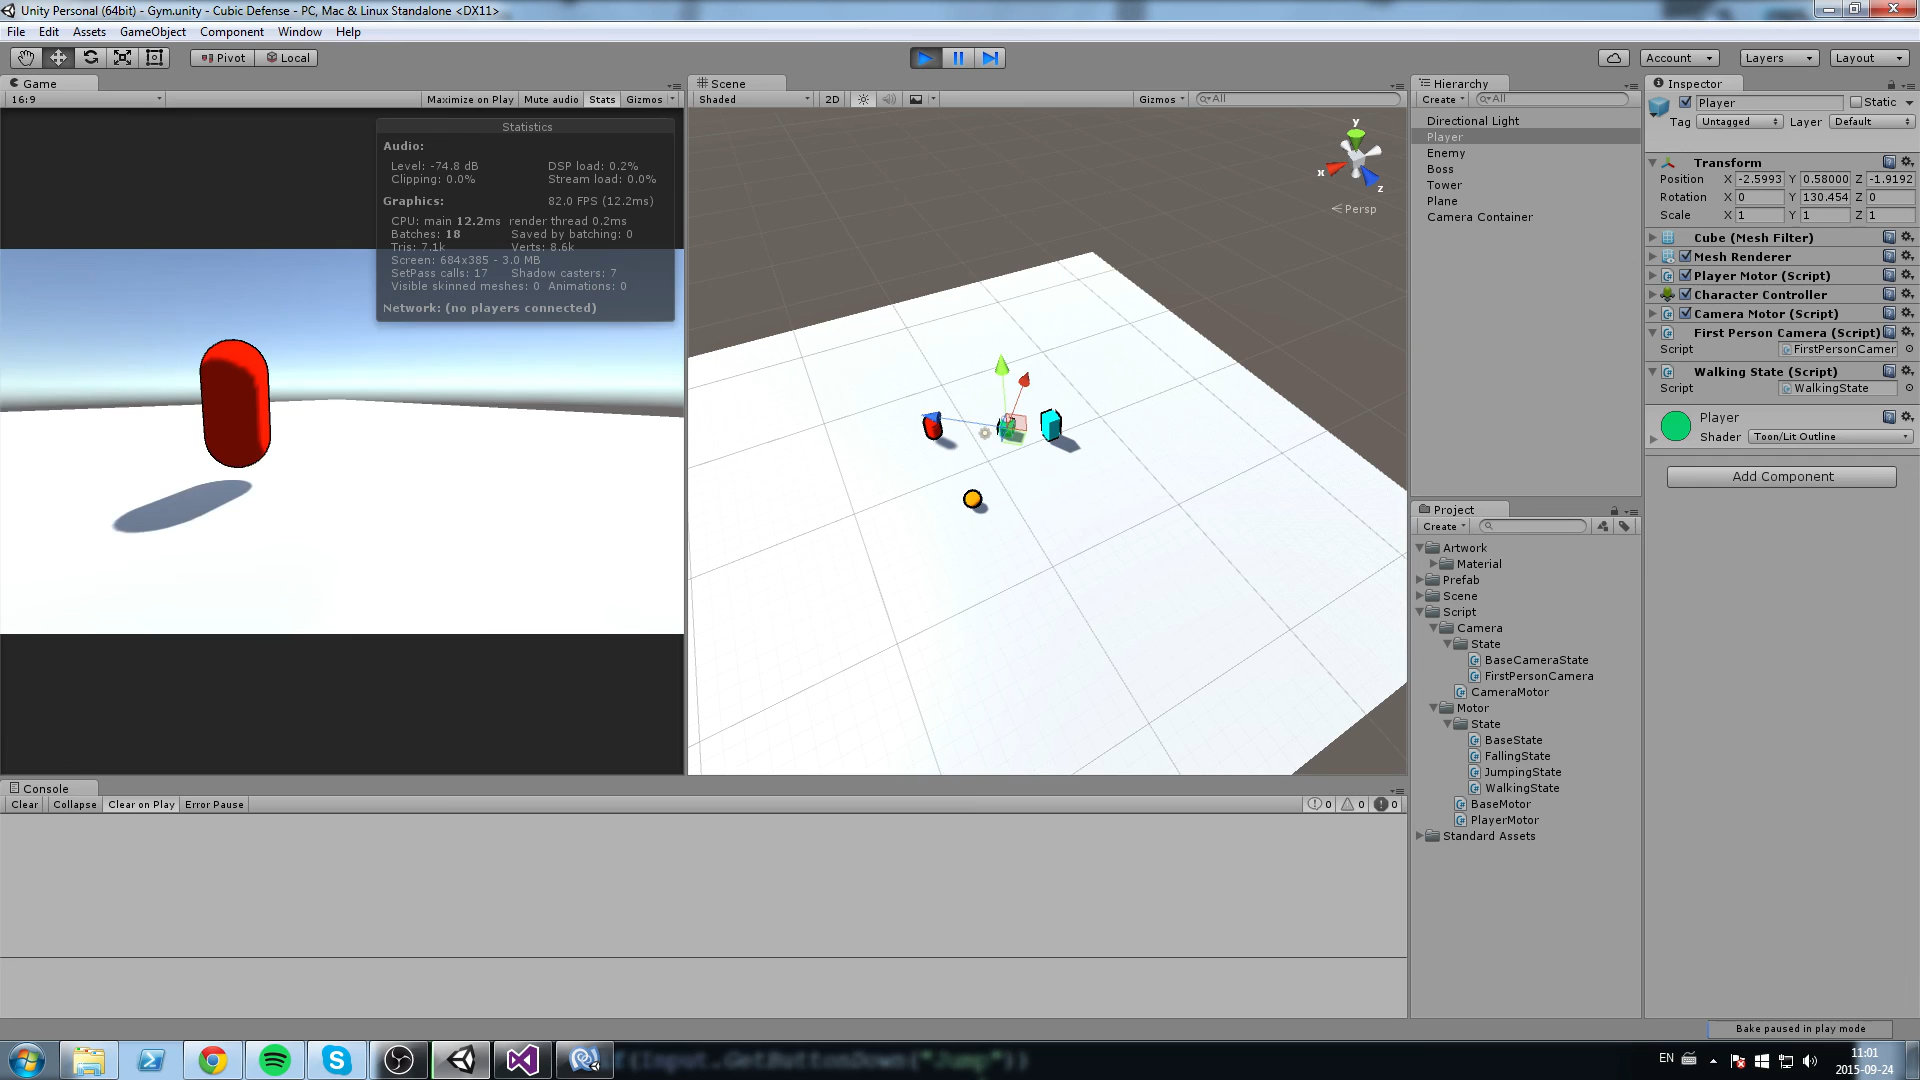 Unity Personal (64bit) - Gym.unity - Cubic Defense - PC, Mac & Linux Standalone <DX11>
File Edit Assets GameObject Component Window Help
Pivot Local Account Layers Layout
Game
16:9 Maximize on Play Mute audio Stats Gizmos
Statistics
Audio:
Level: -74.8 dB DSP load: 0.2%
Clipping: 0.0% Stream load: 0.0%
Graphics: 82.0 FPS (12.2ms)
CPU: main 12.2ms render thread 0.2ms
Batches: 18 Saved by batching: 0
Tris: 7.1k Verts: 8.6k
Screen: 684x385 - 3.0 MB
SetPass calls: 17 Shadow casters: 7
Visible skinned meshes: 0 Animations: 0
Network: (no players connected)
Scene
Shaded 2D Gizmos All
y
x
z
Persp
Hierarchy
Create All
Directional Light
Player
Enemy
Boss
Tower
Plane
Camera Container
Project
Create
Artwork
Material
Prefab
Scene
Script
Camera
State
BaseCameraState
FirstPersonCamera
CameraMotor
Motor
State
BaseState
FallingState
JumpingState
WalkingState
BaseMotor
PlayerMotor
Standard Assets
Inspector
Player Static
Tag Untagged Layer Default
Transform
Position X -2.5993 Y 0.58000 Z -1.9192
Rotation X 0 Y 130.454 Z 0
Scale X 1 Y 1 Z 1
Cube (Mesh Filter)
Mesh Renderer
Player Motor (Script)
Character Controller
Camera Motor (Script)
First Person Camera (Script)
Script FirstPersonCamer
Walking State (Script)
Script WalkingState
Player
Shader Toon/Lit Outline
Add Component
Console
Clear Collapse Clear on Play Error Pause 0 0 0
Bake paused in play mode
if(Input.GetButtonDown("Jump"))
EN
11:01
2015-09-24